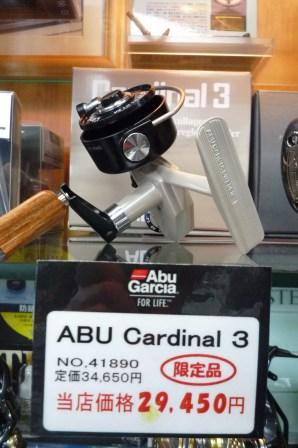 Cardinal 3
Abu
Garcia
FOR LIFE
ABU Cardinal 3
NO.41890
定価34,650円
限定品
当店価格29,450円